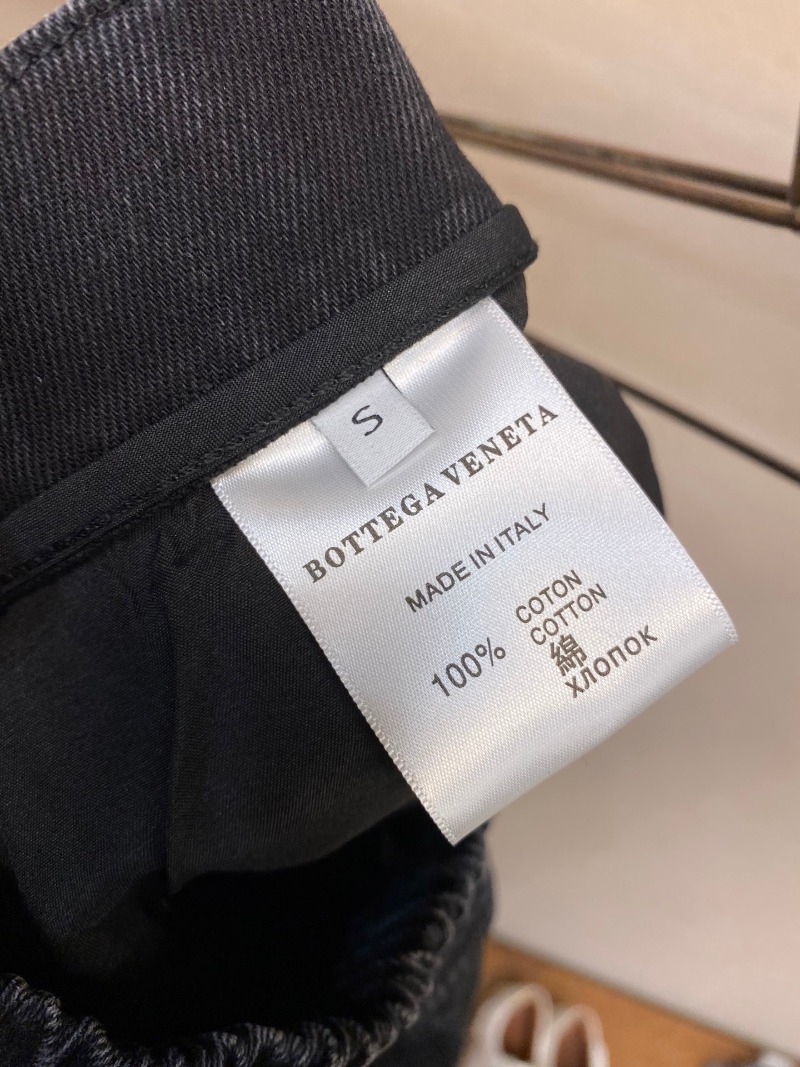 S
BOTTEGA VENETA
MADE IN ITALY
100%
COTON
COTTON
綿
ХЛОПОК